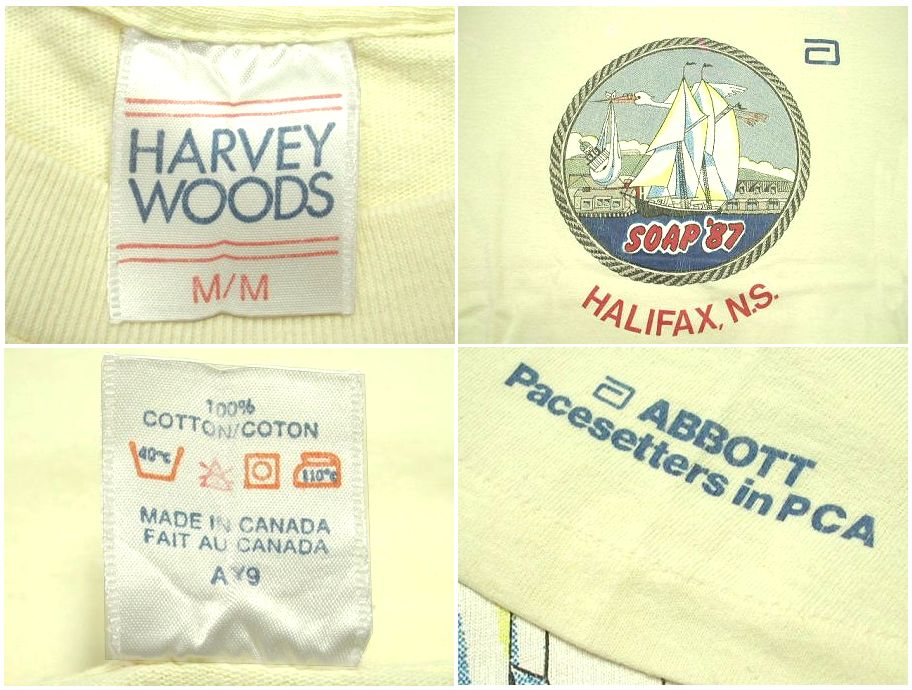 HARVEY
WOODS
M/M
SOAP '87
HALIFAX, N.S.
100%
COTTON/COTON
40°C
110°C
MADE IN CANADA
FAIT AU CANADA
AY9
ABBOTT
Pacesetters in PCA